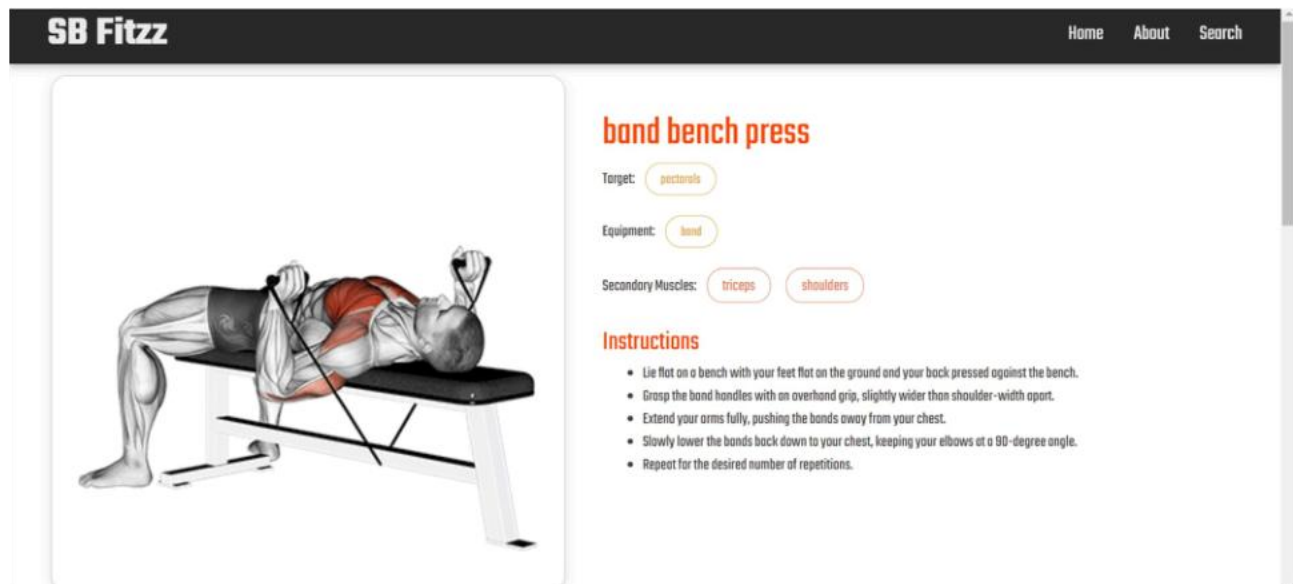 SB Fitzz
Home About Search
band bench press
Target: pectorals
Equipment: band
Secondary Muscles: triceps shoulders
Instructions
• Lie flat on a bench with your feet flat on the ground and your back pressed against the bench.
• Grasp the band handles with an overhand grip, slightly wider than shoulder-width apart.
• Extend your arms fully, pushing the bands away from your chest.
• Slowly lower the bands back down to your chest, keeping your elbows at a 90-degree angle.
• Repeat for the desired number of repetitions.